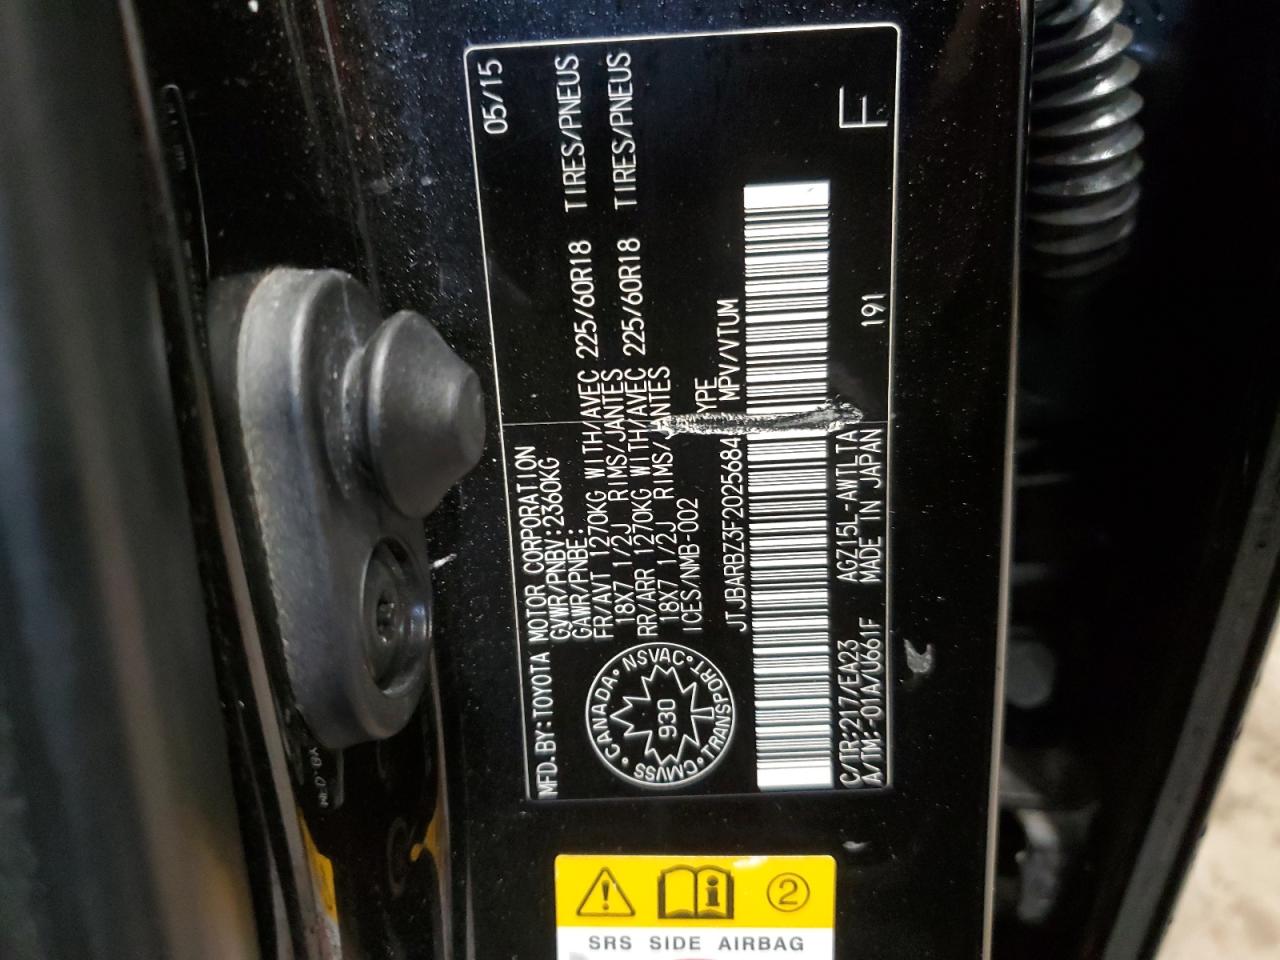 MFD. BY: TOYOTA MOTOR CORPORATION 05/15
GVWR/PNBV: 2360KG
GAWR/PNBE:
FR/AVT 1270KG WITH/AVEC 225/60R18 TIRES/PNEUS
18X7 1/2J RIMS/JANTES
RR/ARR 1270KG WITH/AVEC 225/60R18 TIRES/PNEUS
18X7 1/2J RIMS/JANTES
ICES/NMB-002
TYPE
JTJBARBZ3F2025684 MPV/VTUM
CANADA · NSVAC · TRANSPORT · CMVSS ·
930
C/TR: 217/EA23 AGZ15L-AWTLTA
A/TM: -01A/U661F MADE IN JAPAN 191 F
2
SRS SIDE AIRBAG